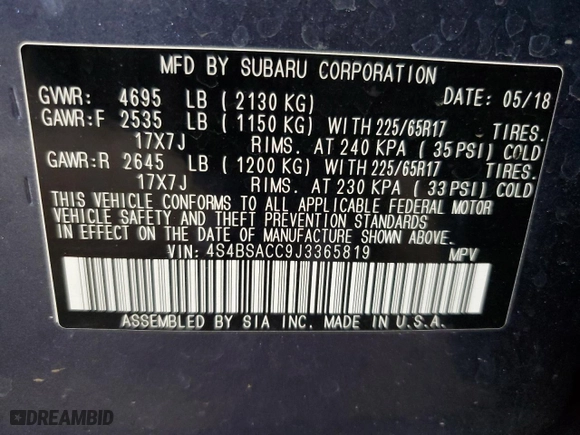 MFD BY SUBARU CORPORATION
GVWR: 4695 LB (2130 KG) DATE: 05/18
GAWR:F 2535 LB (1150 KG) WITH 225/65R17 TIRES.
17X7J RIMS. AT 240 KPA (35 PSI) COLD
GAWR:R 2645 LB (1200 KG) WITH 225/65R17 TIRES.
17X7J RIMS. AT 230 KPA (33 PSI) COLD
THIS VEHICLE CONFORMS TO ALL APPLICABLE FEDERAL MOTOR
VEHICLE SAFETY AND THEFT PREVENTION STANDARDS
IN EFFECT ON THE DATE OF MANUFACTURE SHOWN ABOVE.
VIN: 4S4BSACC9J3365819 MPV
ASSEMBLED BY SIA INC. MADE IN U.S.A.
DREAMBID